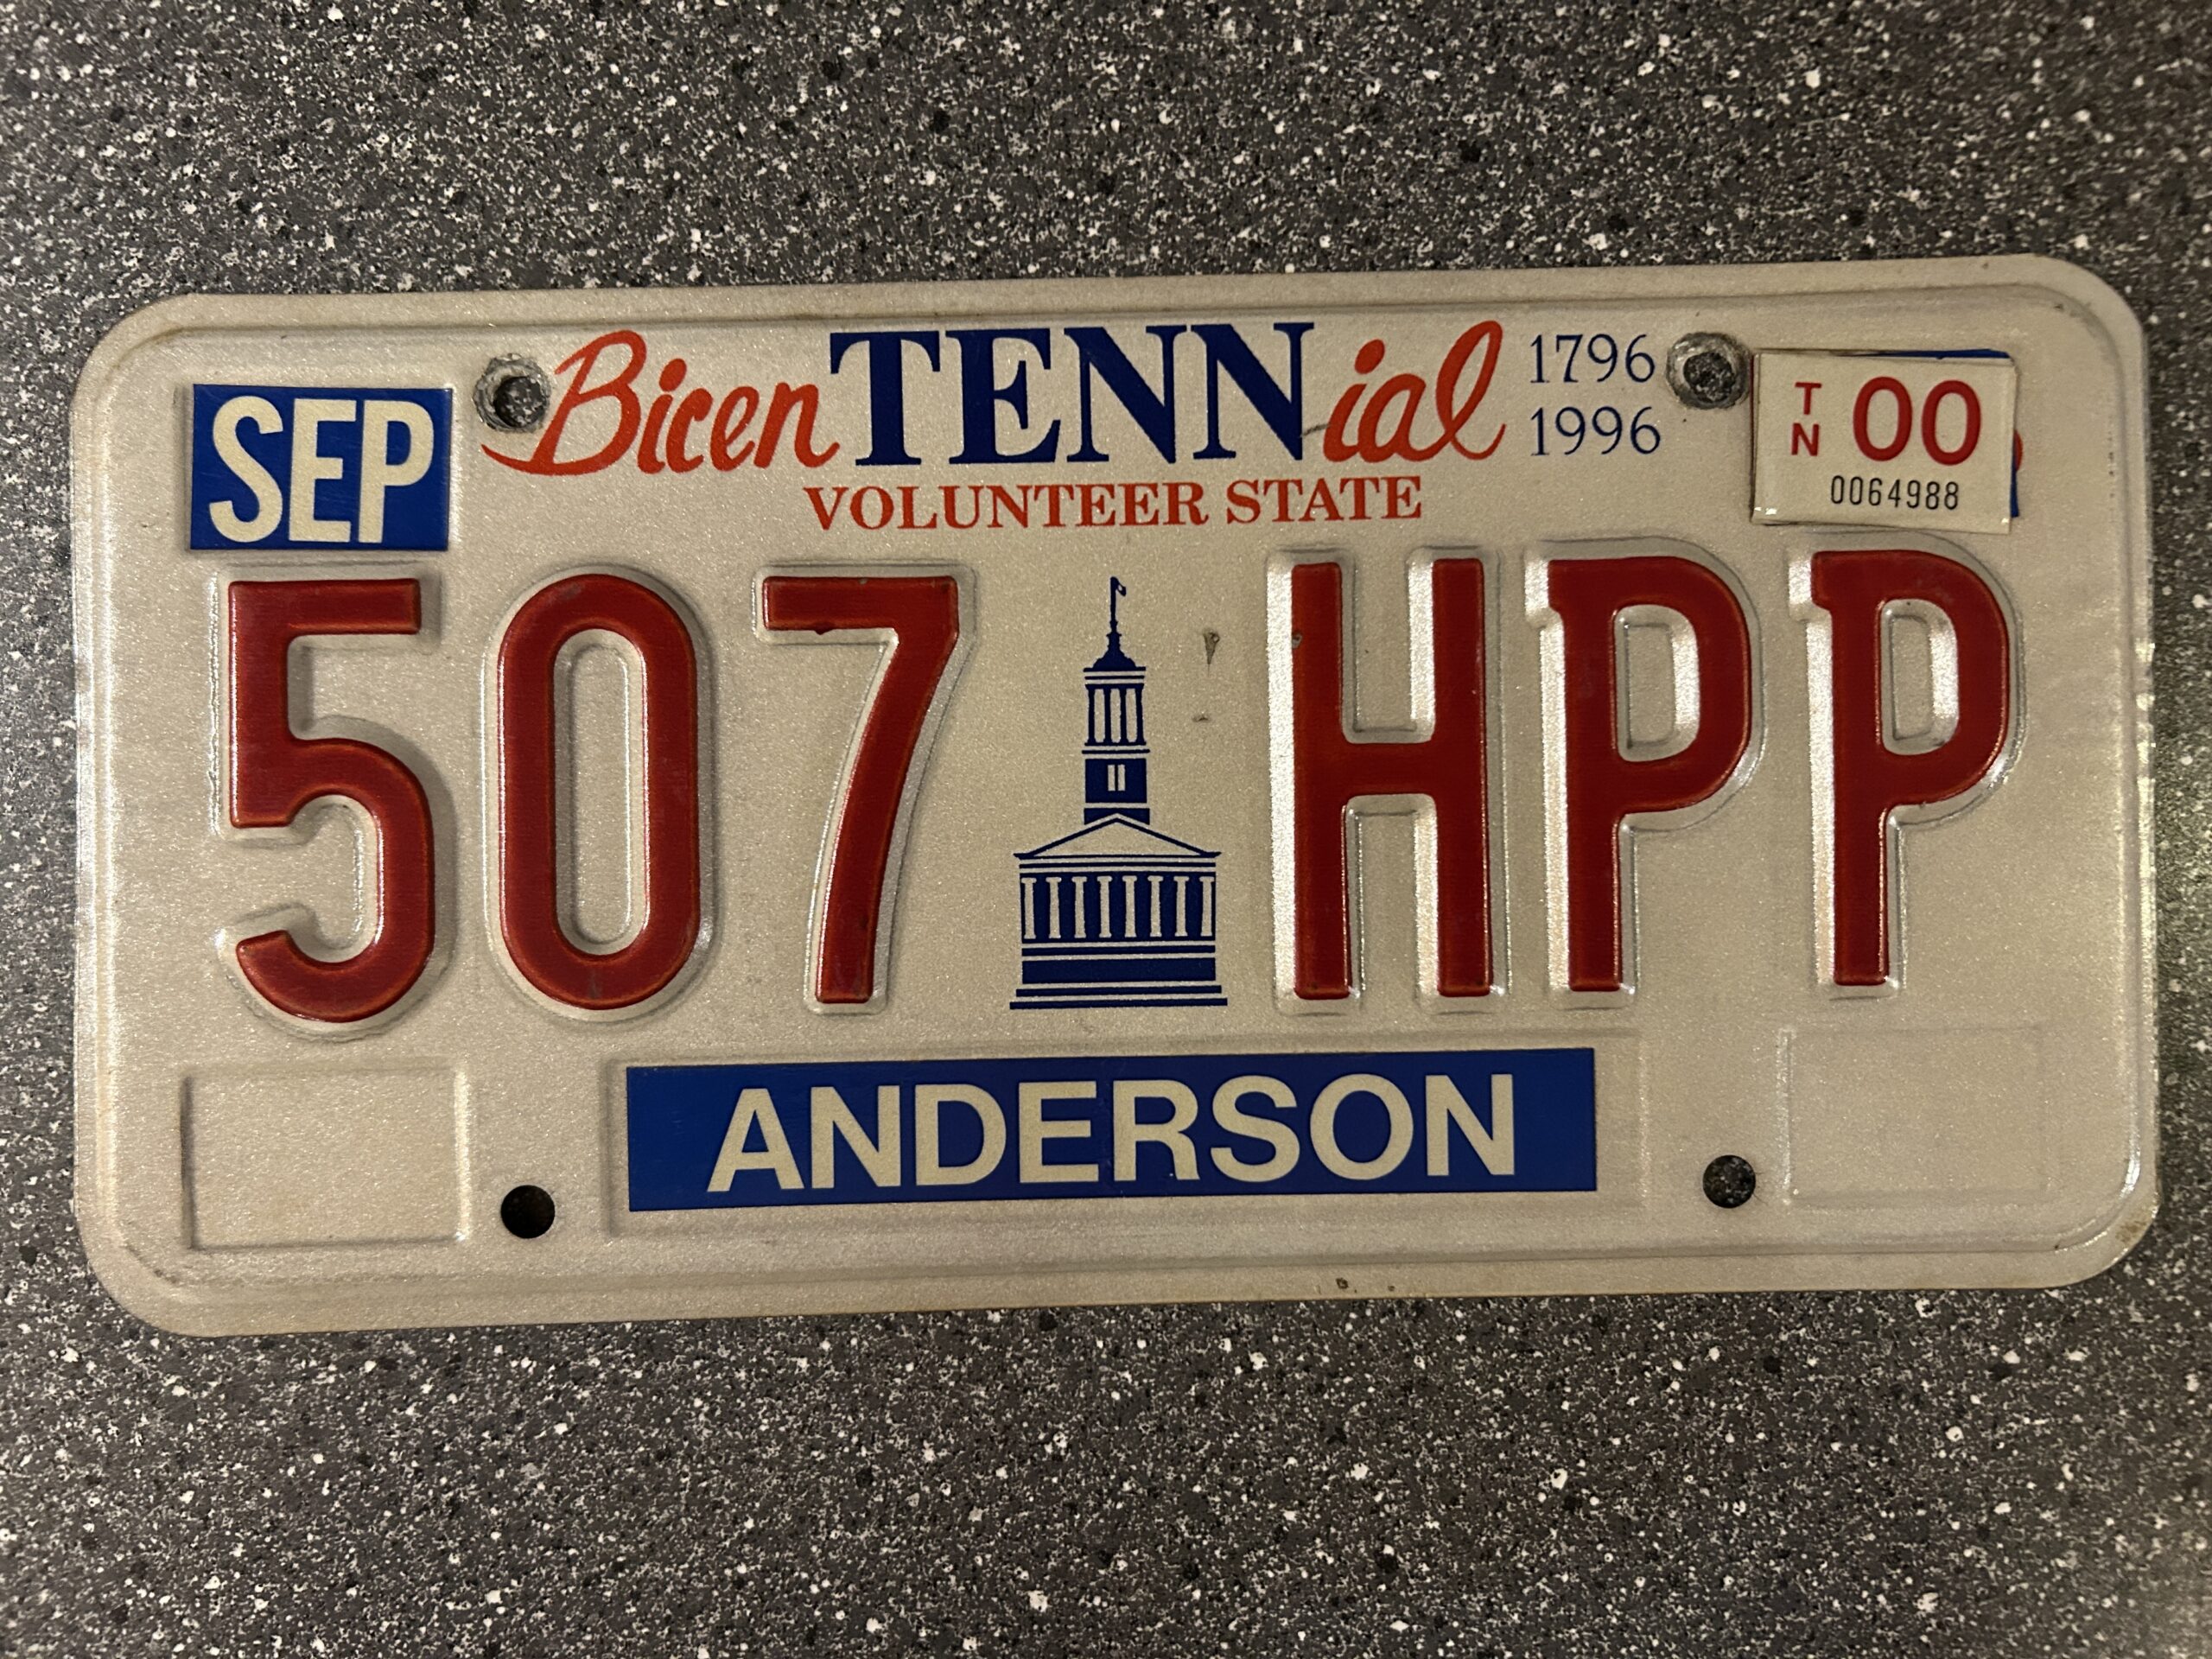 SEP
BicenTENNial
1796
1996
TN 00
0064988
VOLUNTEER STATE
507 HPP
ANDERSON